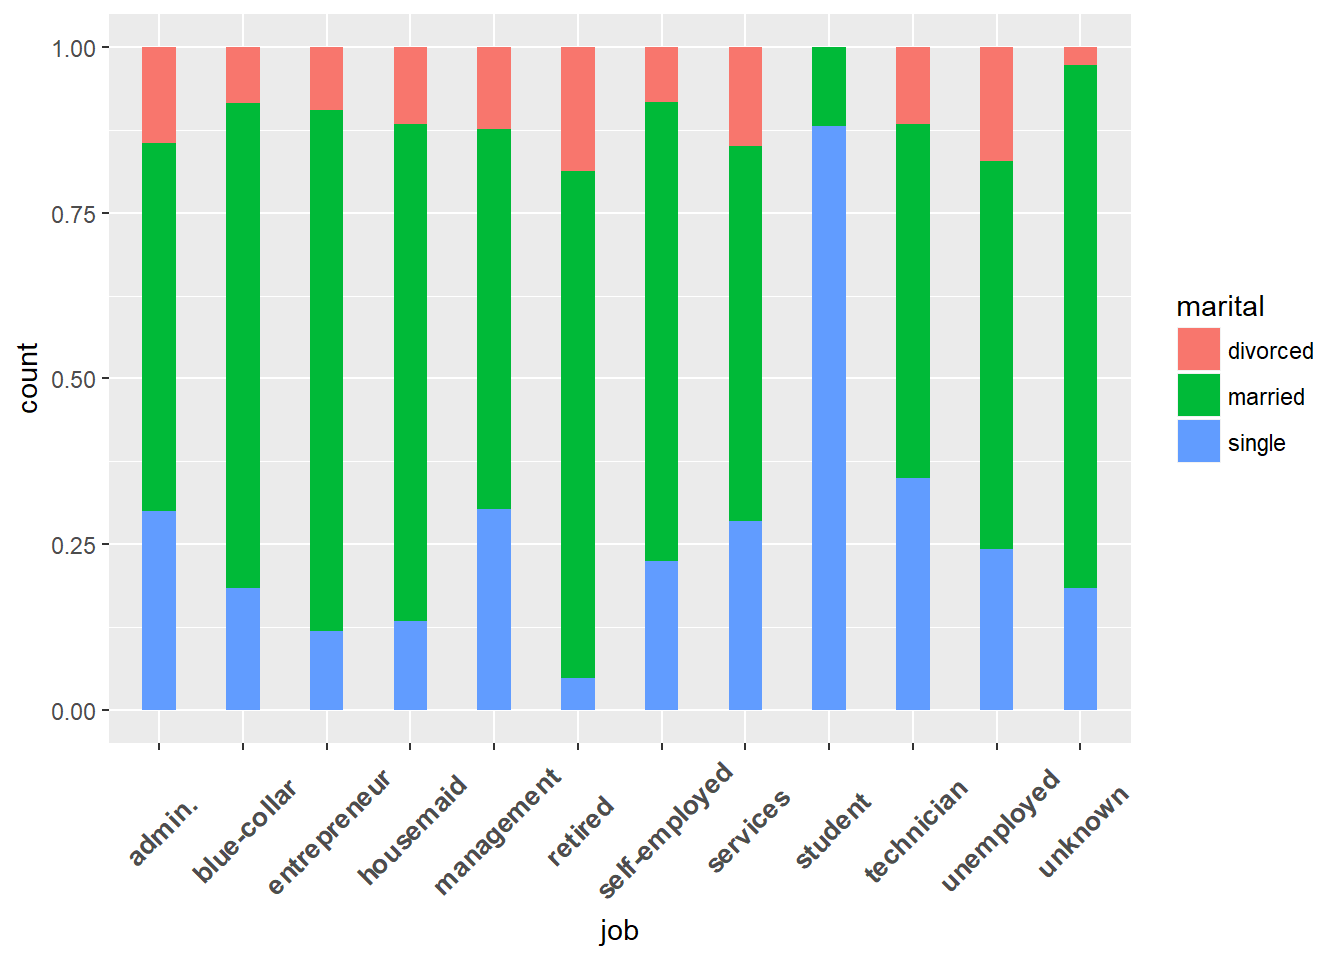 1.00
0.75
0.50
0.25
0.00
count
admin.
blue-collar
entrepreneur
housemaid
management
retired
self-employed
services
student
technician
unemployed
unknown
job
marital
divorced
married
single